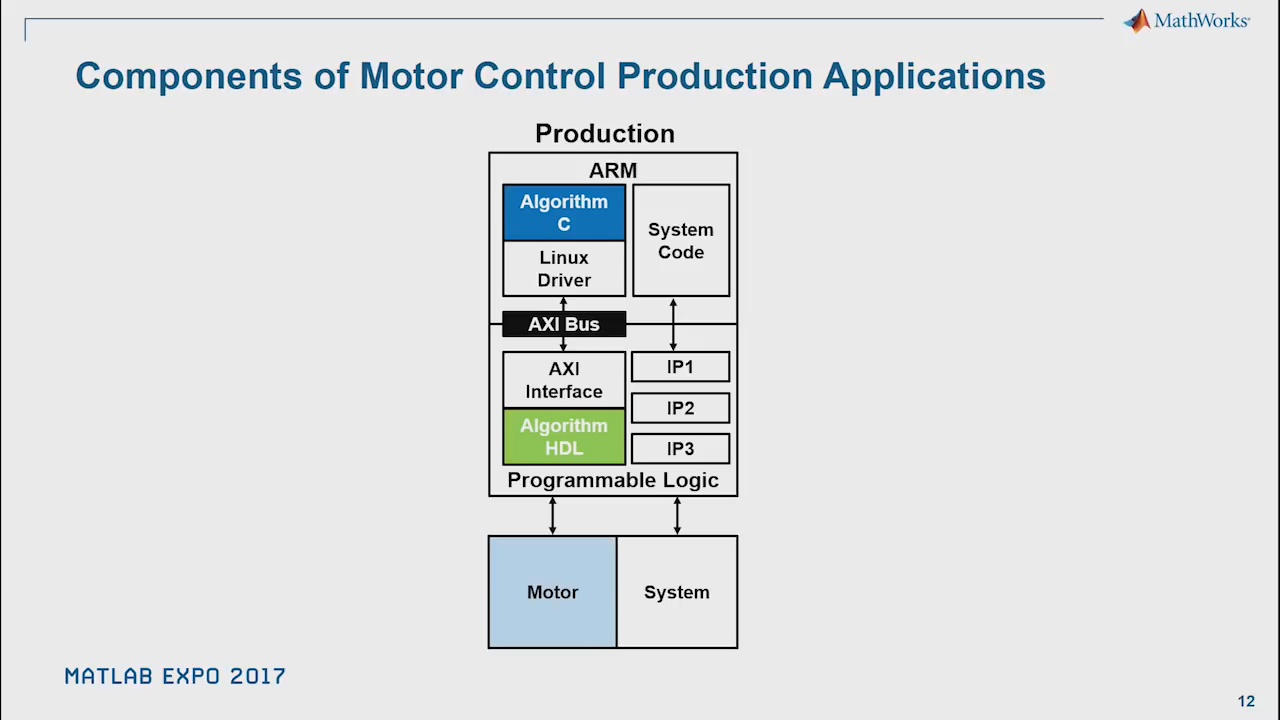 MathWorks
Components of Motor Control Production Applications
Production
ARM
Algorithm
C
Linux
Driver
System
Code
AXI Bus
AXI
Interface
Algorithm
HDL
IP1
IP2
IP3
Programmable Logic
Motor
System
MATLAB EXPO 2017
12